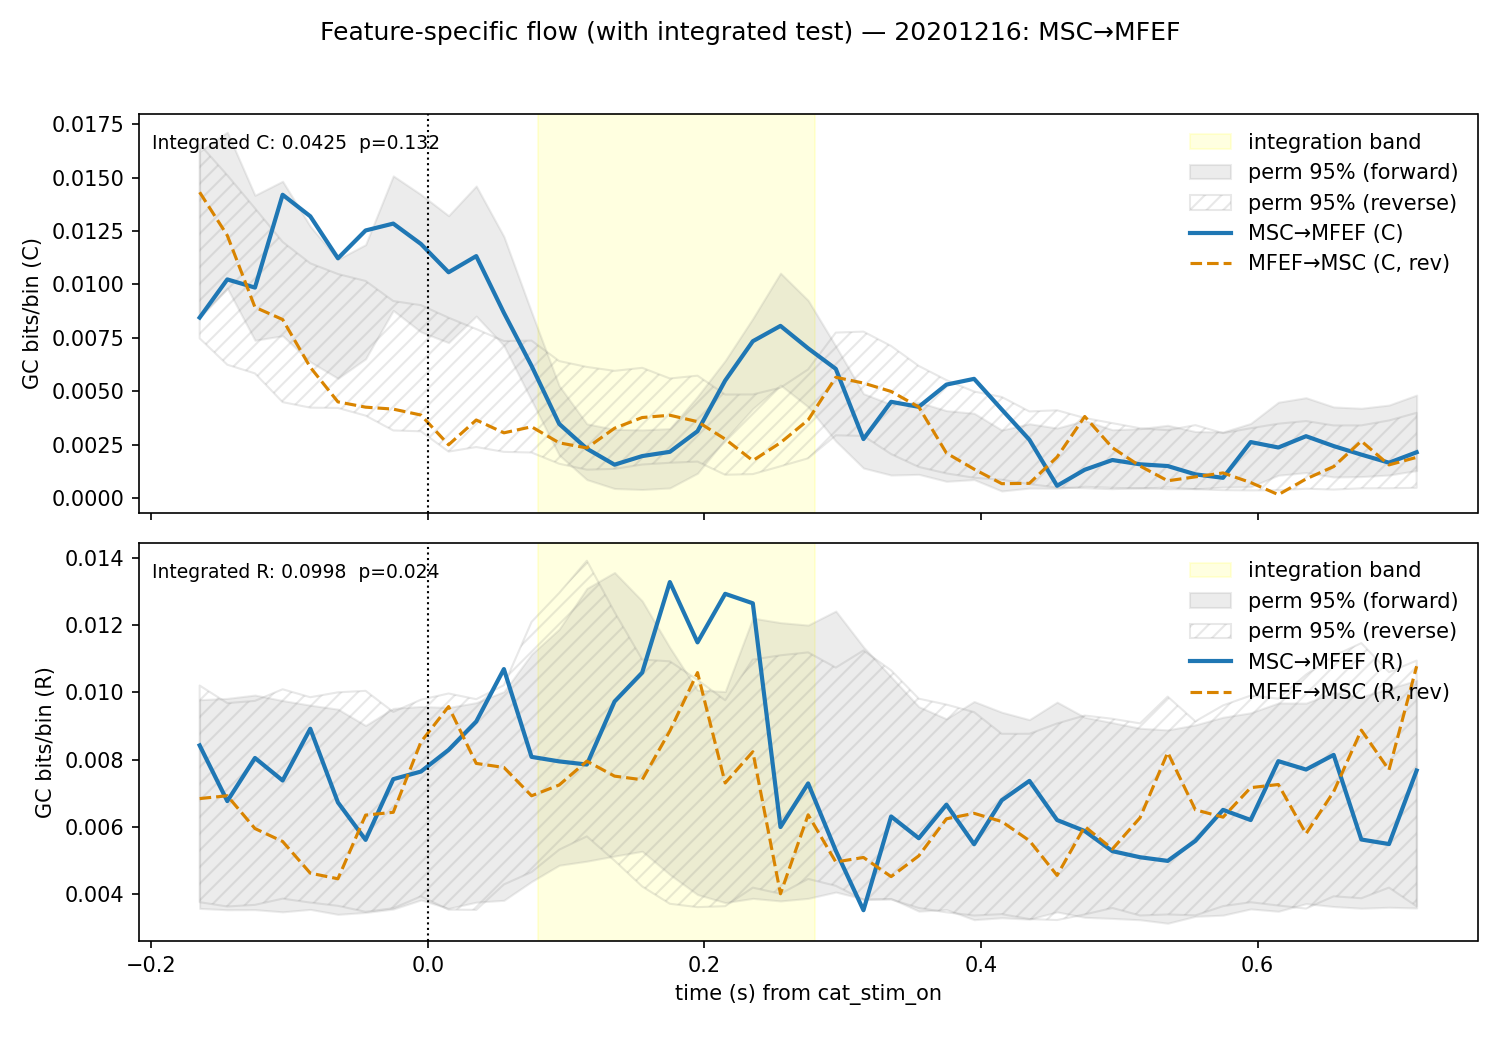 Feature-specific flow (with integrated test) — 20201216: MSC→MFEF
Integrated C: 0.0425  p=0.132
integration band
perm 95% (forward)
perm 95% (reverse)
MSC→MFEF (C)
MFEF→MSC (C, rev)
GC bits/bin (C)
0.0175
0.0150
0.0125
0.0100
0.0075
0.0050
0.0025
0.0000
Integrated R: 0.0998  p=0.024
integration band
perm 95% (forward)
perm 95% (reverse)
MSC→MFEF (R)
MFEF→MSC (R, rev)
GC bits/bin (R)
0.014
0.012
0.010
0.008
0.006
0.004
−0.2 0.0 0.2 0.4 0.6
time (s) from cat_stim_on